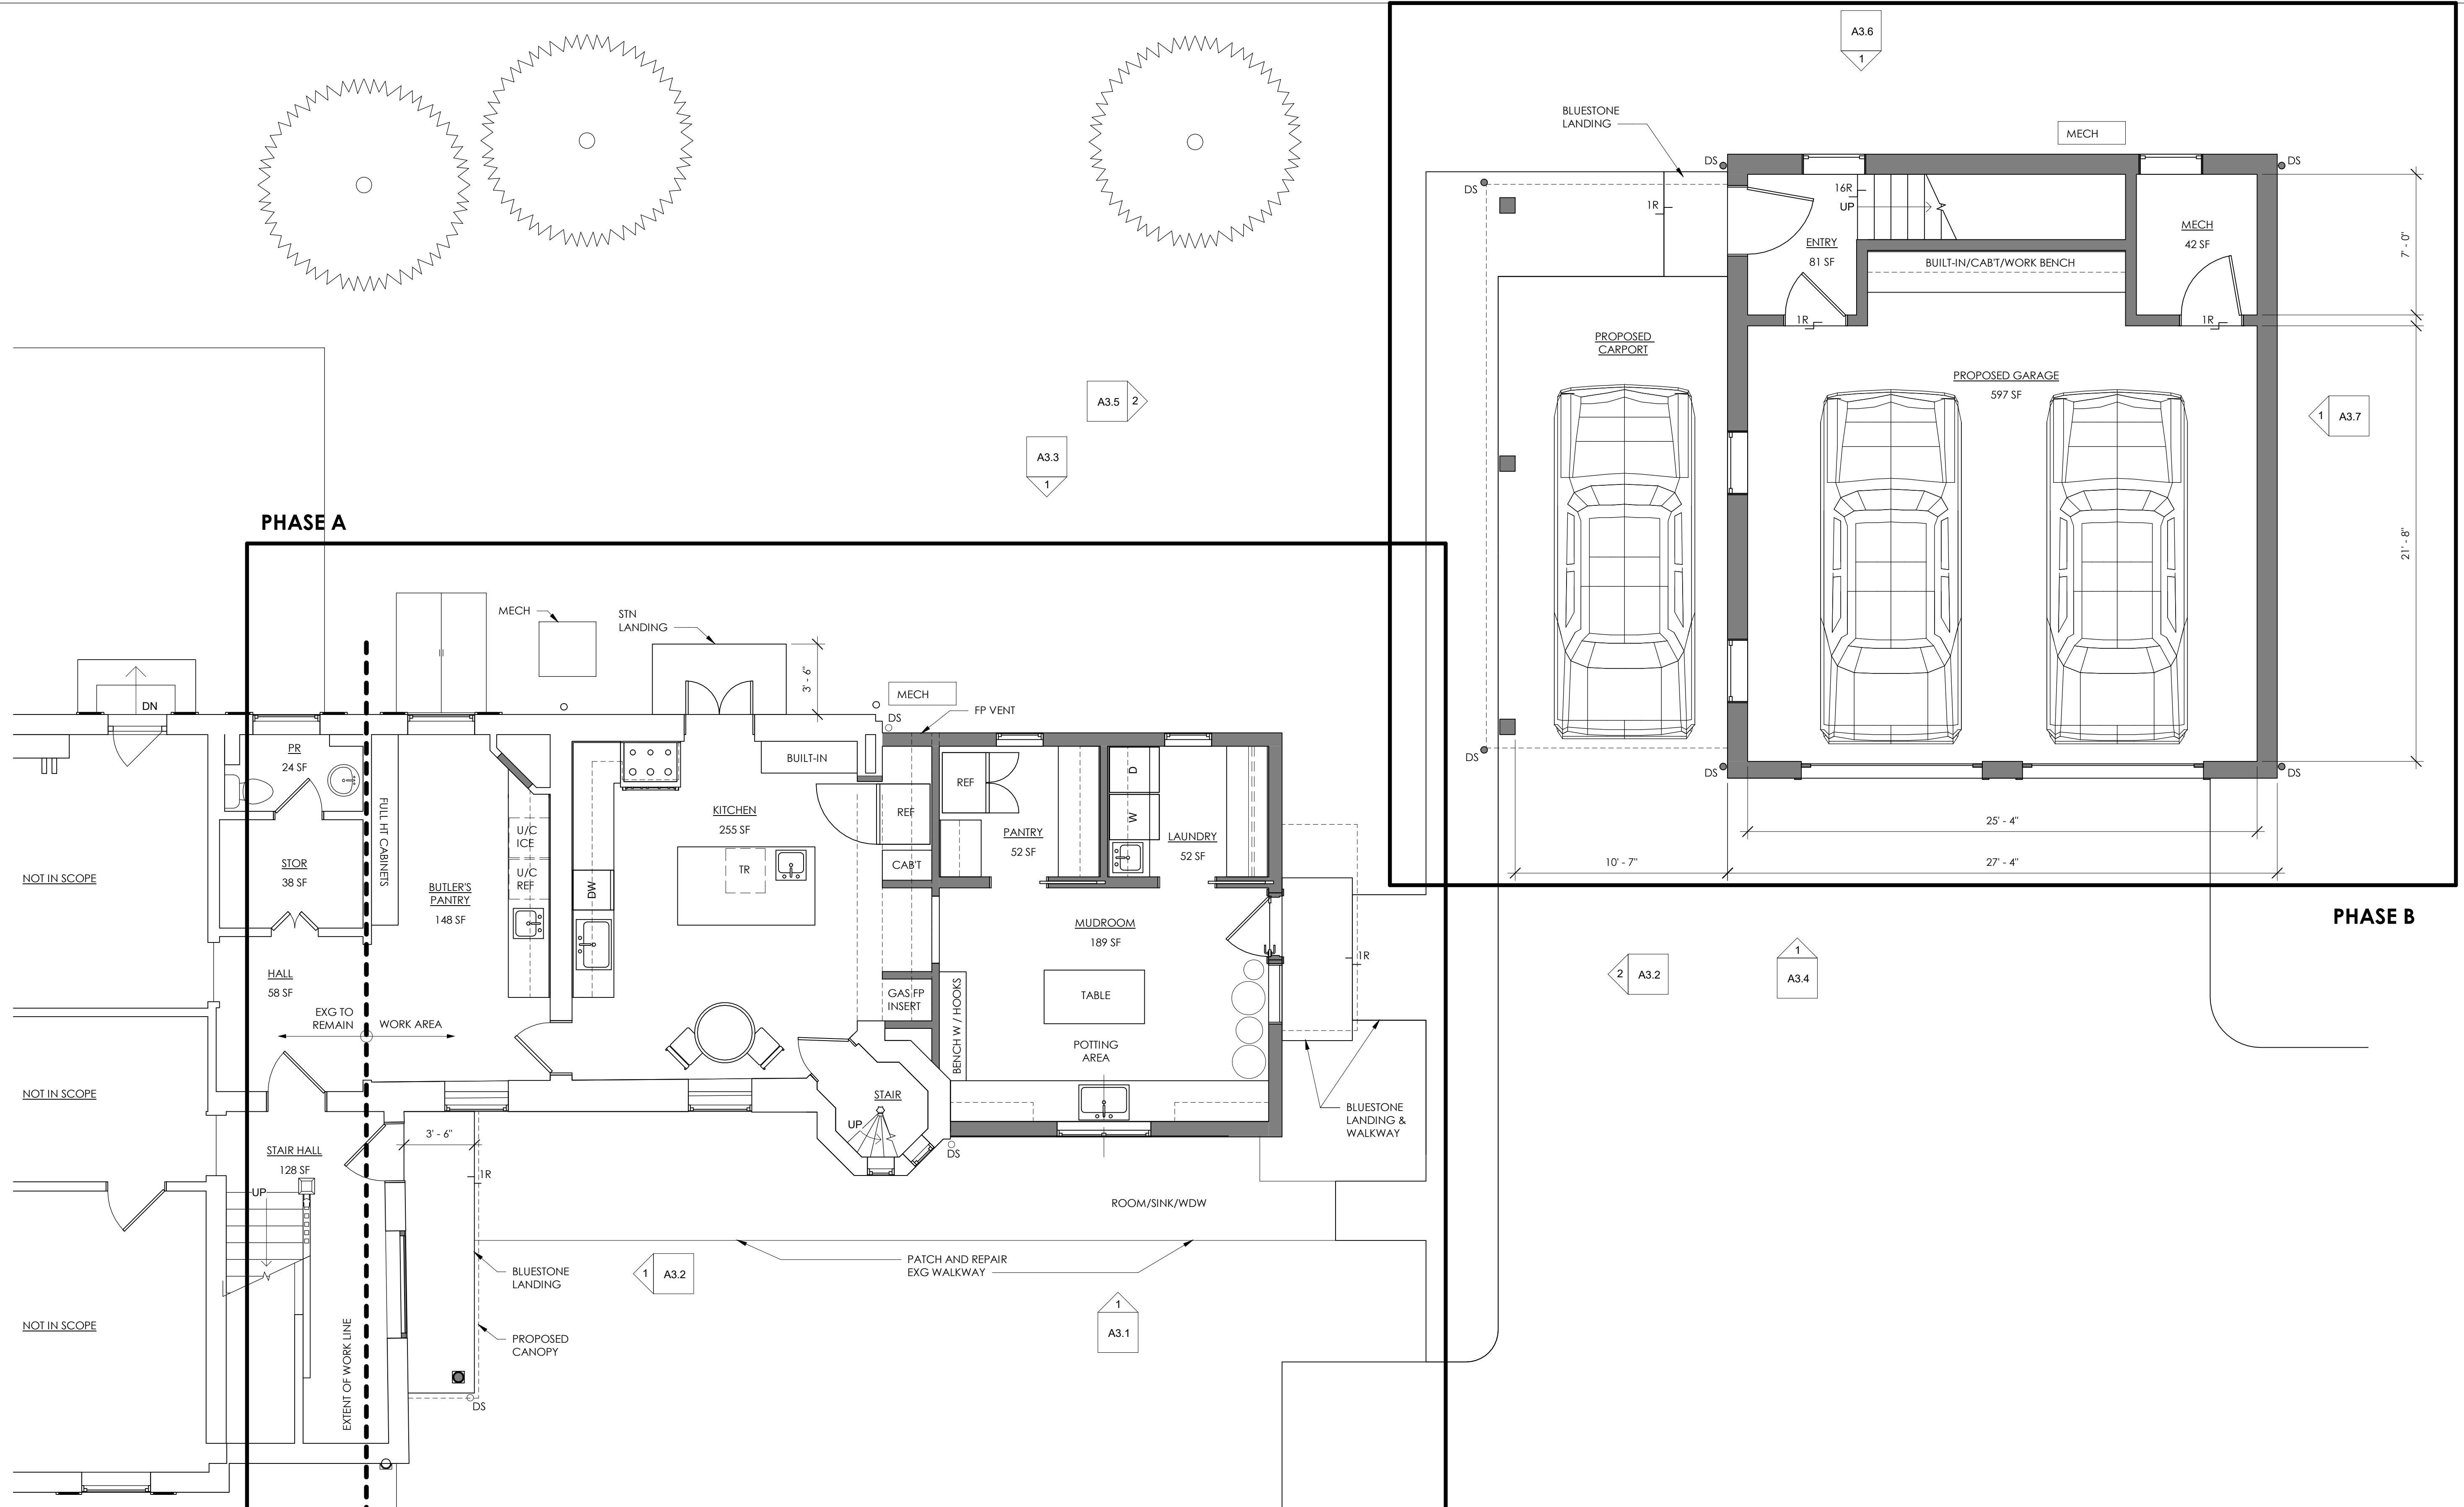 A3.6
1
BLUESTONE
LANDING
MECH
DS
DS
DS
16R
UP
1R
ENTRY
81 SF
MECH
42 SF
BUILT-IN/CAB'T/WORK BENCH
7' - 0"
1R
1R
PROPOSED
CARPORT
PROPOSED GARAGE
597 SF
A3.5
2
1
A3.7
A3.3
1
21' - 8"
DS
DS
DS
25' - 4"
10' - 7"
27' - 4"
PHASE B
2
A3.2
1
A3.4
PHASE A
MECH
STN
LANDING
3' - 6"
MECH
DS
FP VENT
DN
PR
24 SF
BUILT-IN
REF
REF
D
W
FULL HT CABINETS
KITCHEN
255 SF
U/C
ICE
PANTRY
52 SF
LAUNDRY
52 SF
STOR
38 SF
NOT IN SCOPE
U/C
REF
TR
CAB'T
DW
BUTLER'S
PANTRY
148 SF
MUDROOM
189 SF
HALL
58 SF
1R
GAS FP
INSERT
TABLE
BENCH W / HOOKS
EXG TO
REMAIN
WORK AREA
POTTING
AREA
NOT IN SCOPE
STAIR
UP
BLUESTONE
LANDING &
WALKWAY
3' - 6"
DS
STAIR HALL
128 SF
1R
UP
ROOM/SINK/WDW
PATCH AND REPAIR
EXG WALKWAY
BLUESTONE
LANDING
1
A3.2
1
A3.1
NOT IN SCOPE
PROPOSED
CANOPY
EXTENT OF WORK LINE
DS